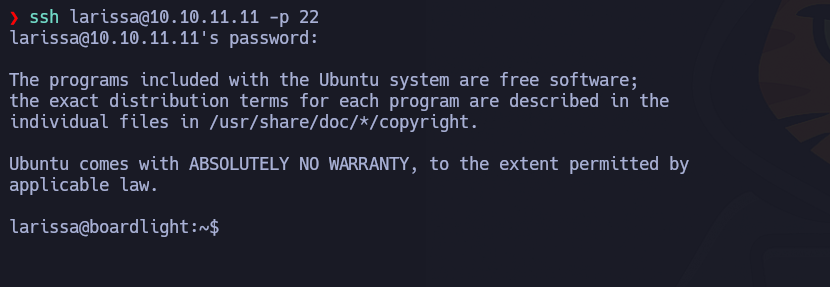 ❯ ssh larissa@10.10.11.11 -p 22
larissa@10.10.11.11's password:
The programs included with the Ubuntu system are free software;
the exact distribution terms for each program are described in the
individual files in /usr/share/doc/*/copyright.
Ubuntu comes with ABSOLUTELY NO WARRANTY, to the extent permitted by
applicable law.
larissa@boardlight:~$